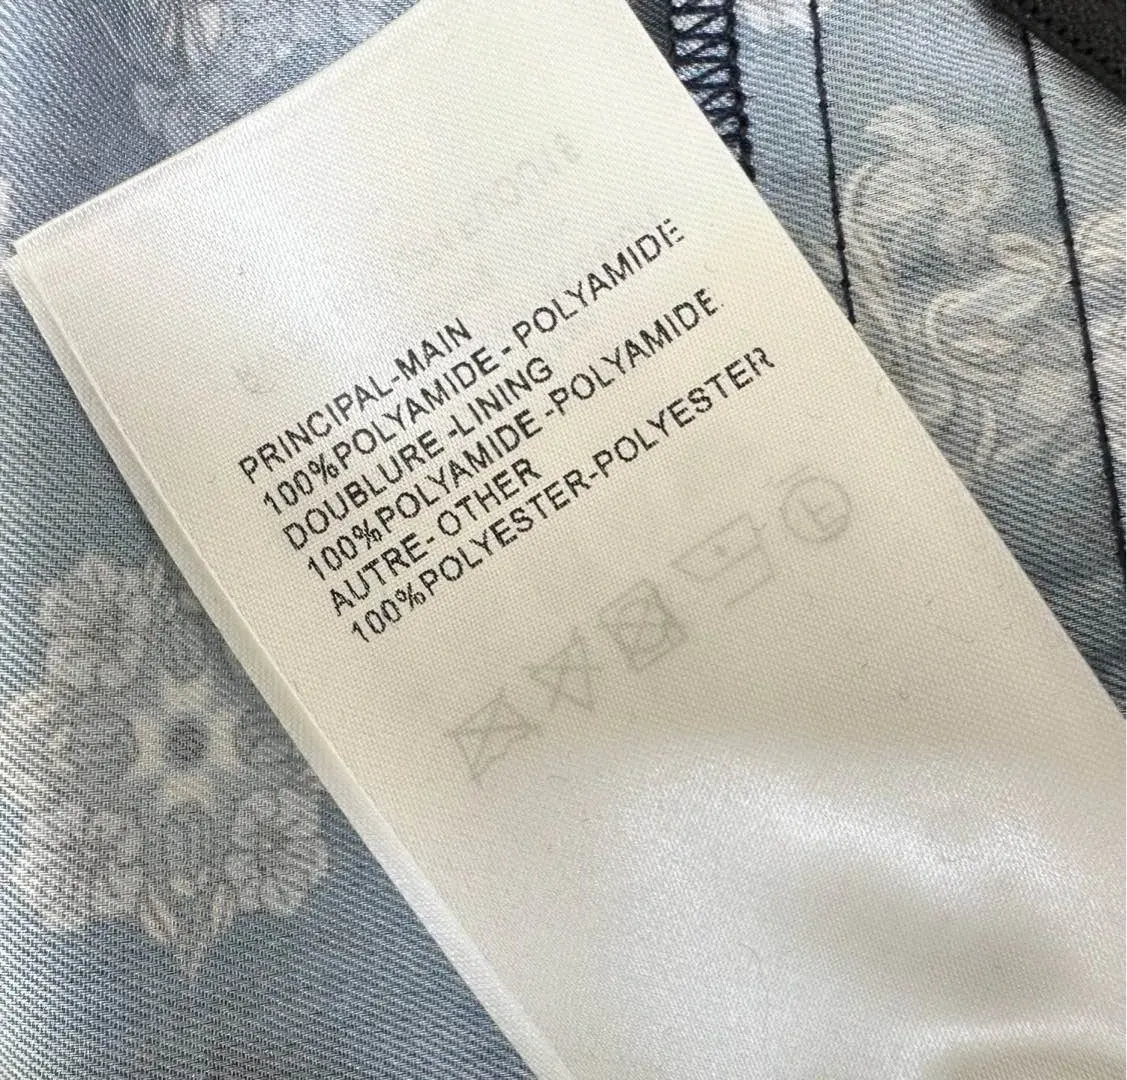 PRINCIPAL-MAIN
100%POLYAMIDE - POLYAMIDE
DOUBLURE -LINING
100%POLYAMIDE -POLYAMIDE
AUTRE- OTHER
100%POLYESTER-POLYESTER